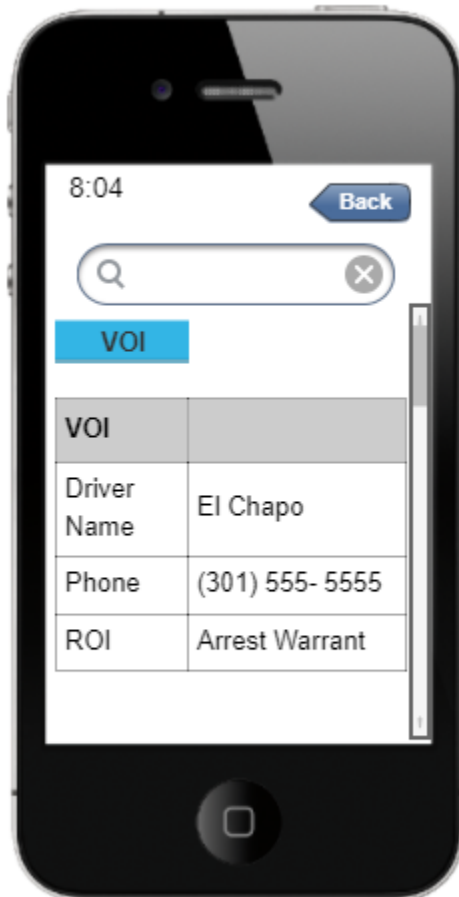 8:04
Back
VOI
VOI
Driver
Name
El Chapo
Phone
(301) 555- 5555
ROI
Arrest Warrant